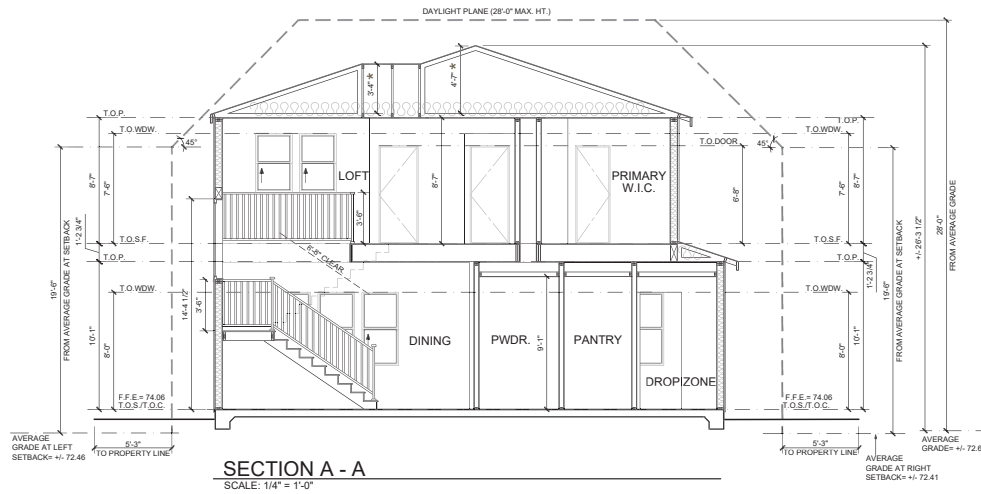 DAYLIGHT PLANE (28'-0" MAX. HT.)
3'-4" *
4'-7" *
T.O.P.
T.O.WDW.
45°
T.O.P.
T.O.WDW.
T.O.DOOR
45°
LOFT
PRIMARY
W.I.C.
8'-7"
7'-6"
8'-7"
6'-8"
7'-6"
8'-7"
3'-6"
FROM AVERAGE GRADE
28'-0"
+/- 26'-3 1/2"
1'-2 3/4"
T.O.S.F.
T.O.P.
6'-8" CLEAR
T.O.S.F.
T.O.P.
1'-2 3/4"
19'-6"
FROM AVERAGE GRADE AT SETBACK
T.O.WDW.
14'-4 1/2"
3'-6"
T.O.WDW.
19'-6"
FROM AVERAGE GRADE AT SETBACK
10'-1"
8'-0"
DINING
PWDR.
9'-1"
PANTRY
DROPZONE
8'-0"
10'-1"
F.F.E.= 74.06
T.O.S./T.O.C.
F.F.E.= 74.06
T.O.S./T.O.C.
AVERAGE
GRADE AT LEFT
SETBACK= +/- 72.46
5'-3"
TO PROPERTY LINE
5'-3"
TO PROPERTY LINE
AVERAGE
GRADE AT RIGHT
SETBACK= +/- 72.41
AVERAGE
GRADE= +/- 72.6
SECTION A - A
SCALE: 1/4" = 1'-0"